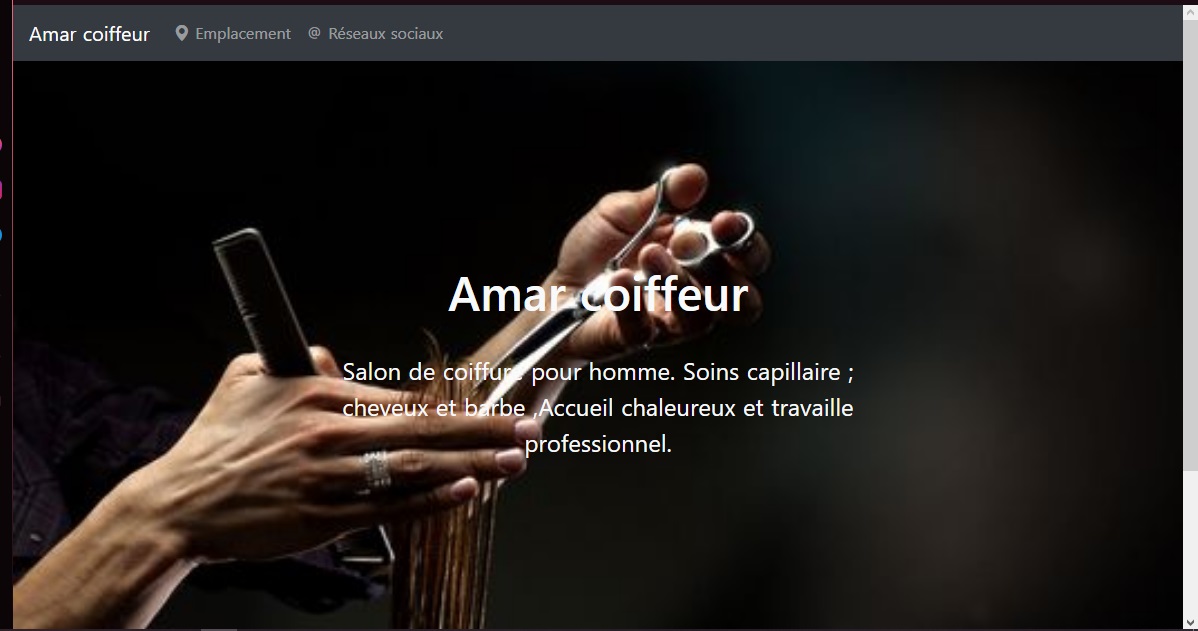 Amar coiffeur
Emplacement
@ Réseaux sociaux
Amar coiffeur
Salon de coiffure pour homme. Soins capillaire ;
cheveux et barbe ,Accueil chaleureux et travaille
professionnel.